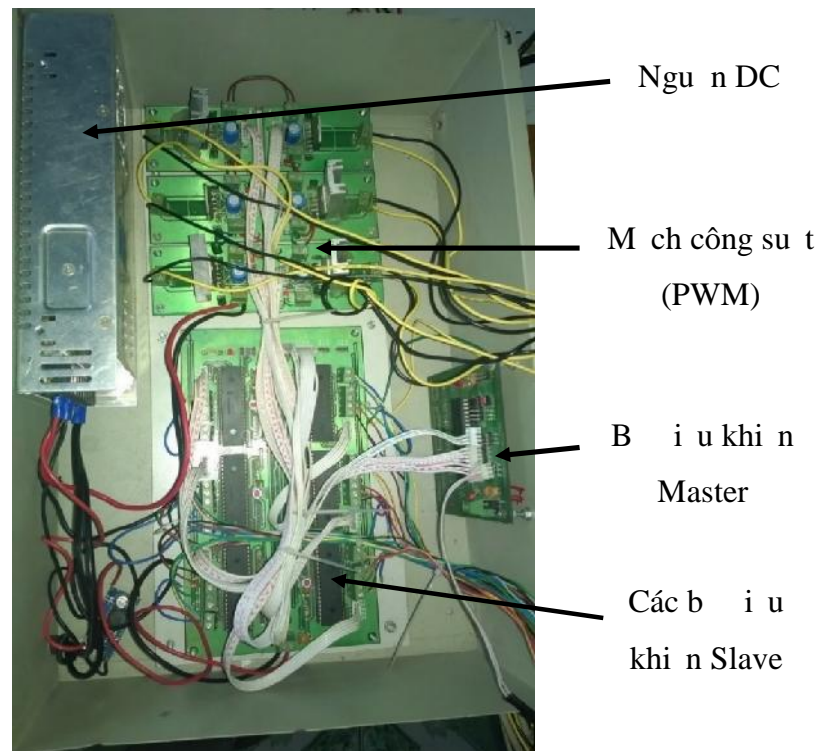 Ngu n DC
M ch công su t
(PWM)
B i u khi n
Master
Các b i u
khi n Slave